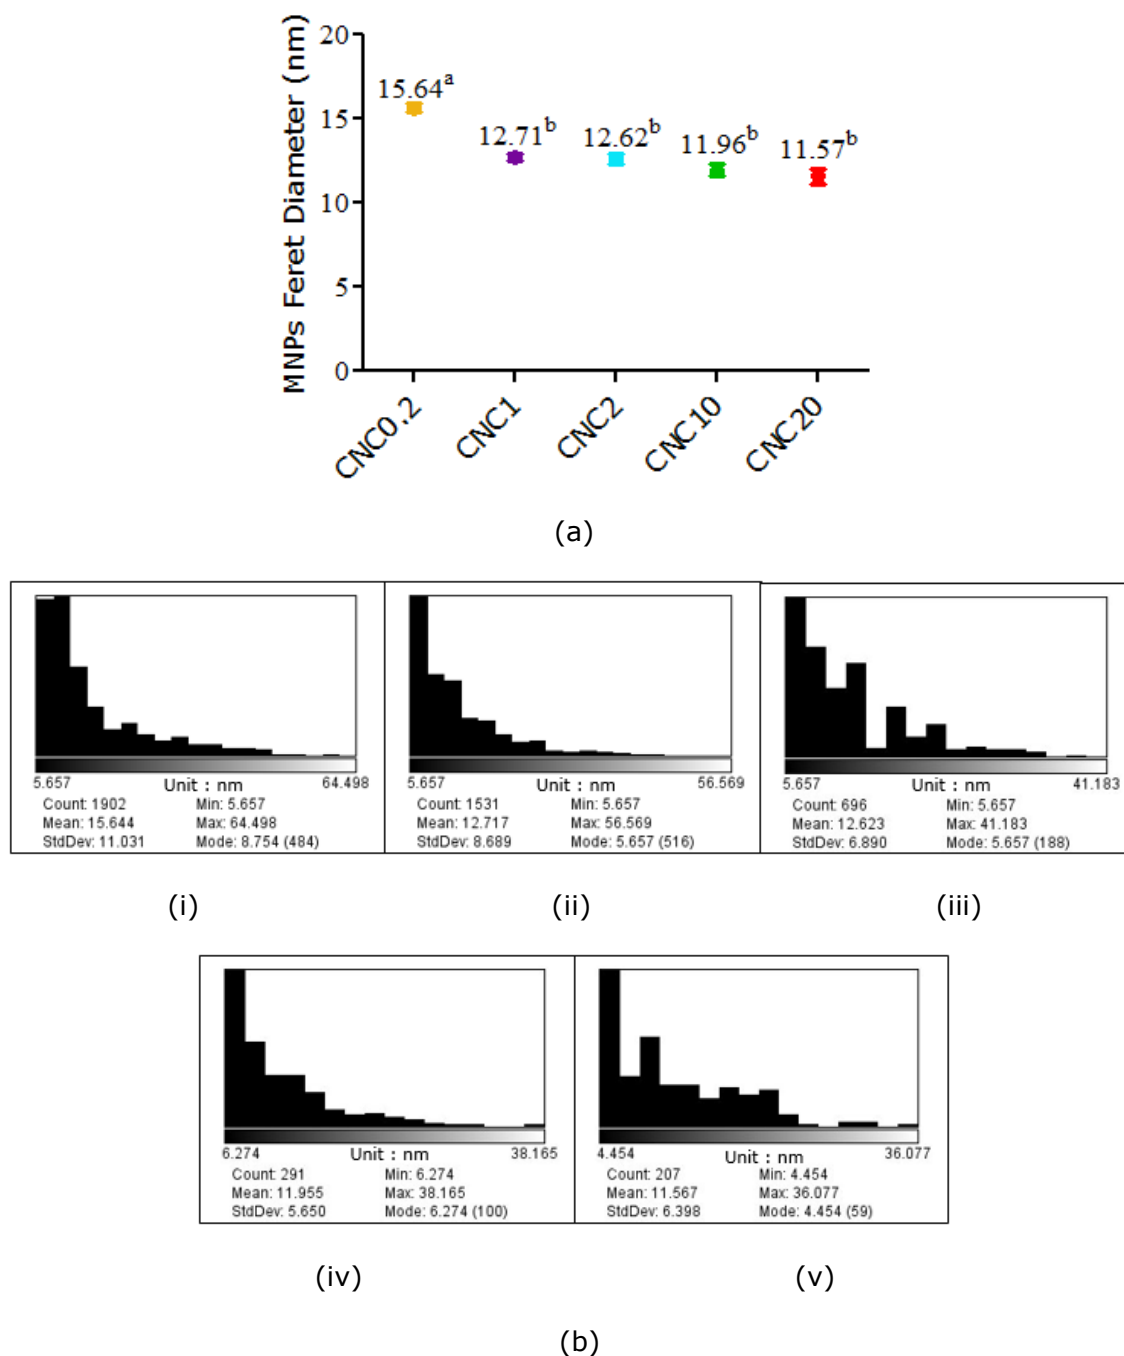 MNPs Feret Diameter (nm)
20
15
10
5
0
15.64a
12.71b
12.62b
11.96b
11.57b
CNC0.2
CNC1
CNC2
CNC10
CNC20
(a)
5.657 Unit : nm 64.498
Count: 1902 Min: 5.657
Mean: 15.644 Max: 64.498
StdDev: 11.031 Mode: 8.754 (484)
5.657 Unit : nm 56.569
Count: 1531 Min: 5.657
Mean: 12.717 Max: 56.569
StdDev: 8.689 Mode: 5.657 (516)
5.657 Unit : nm 41.183
Count: 696 Min: 5.657
Mean: 12.623 Max: 41.183
StdDev: 6.890 Mode: 5.657 (188)
(i)
(ii)
(iii)
6.274 Unit : nm 38.165
Count: 291 Min: 6.274
Mean: 11.955 Max: 38.165
StdDev: 5.650 Mode: 6.274 (100)
4.454 Unit : nm 36.077
Count: 207 Min: 4.454
Mean: 11.567 Max: 36.077
StdDev: 6.398 Mode: 4.454 (59)
(iv)
(v)
(b)